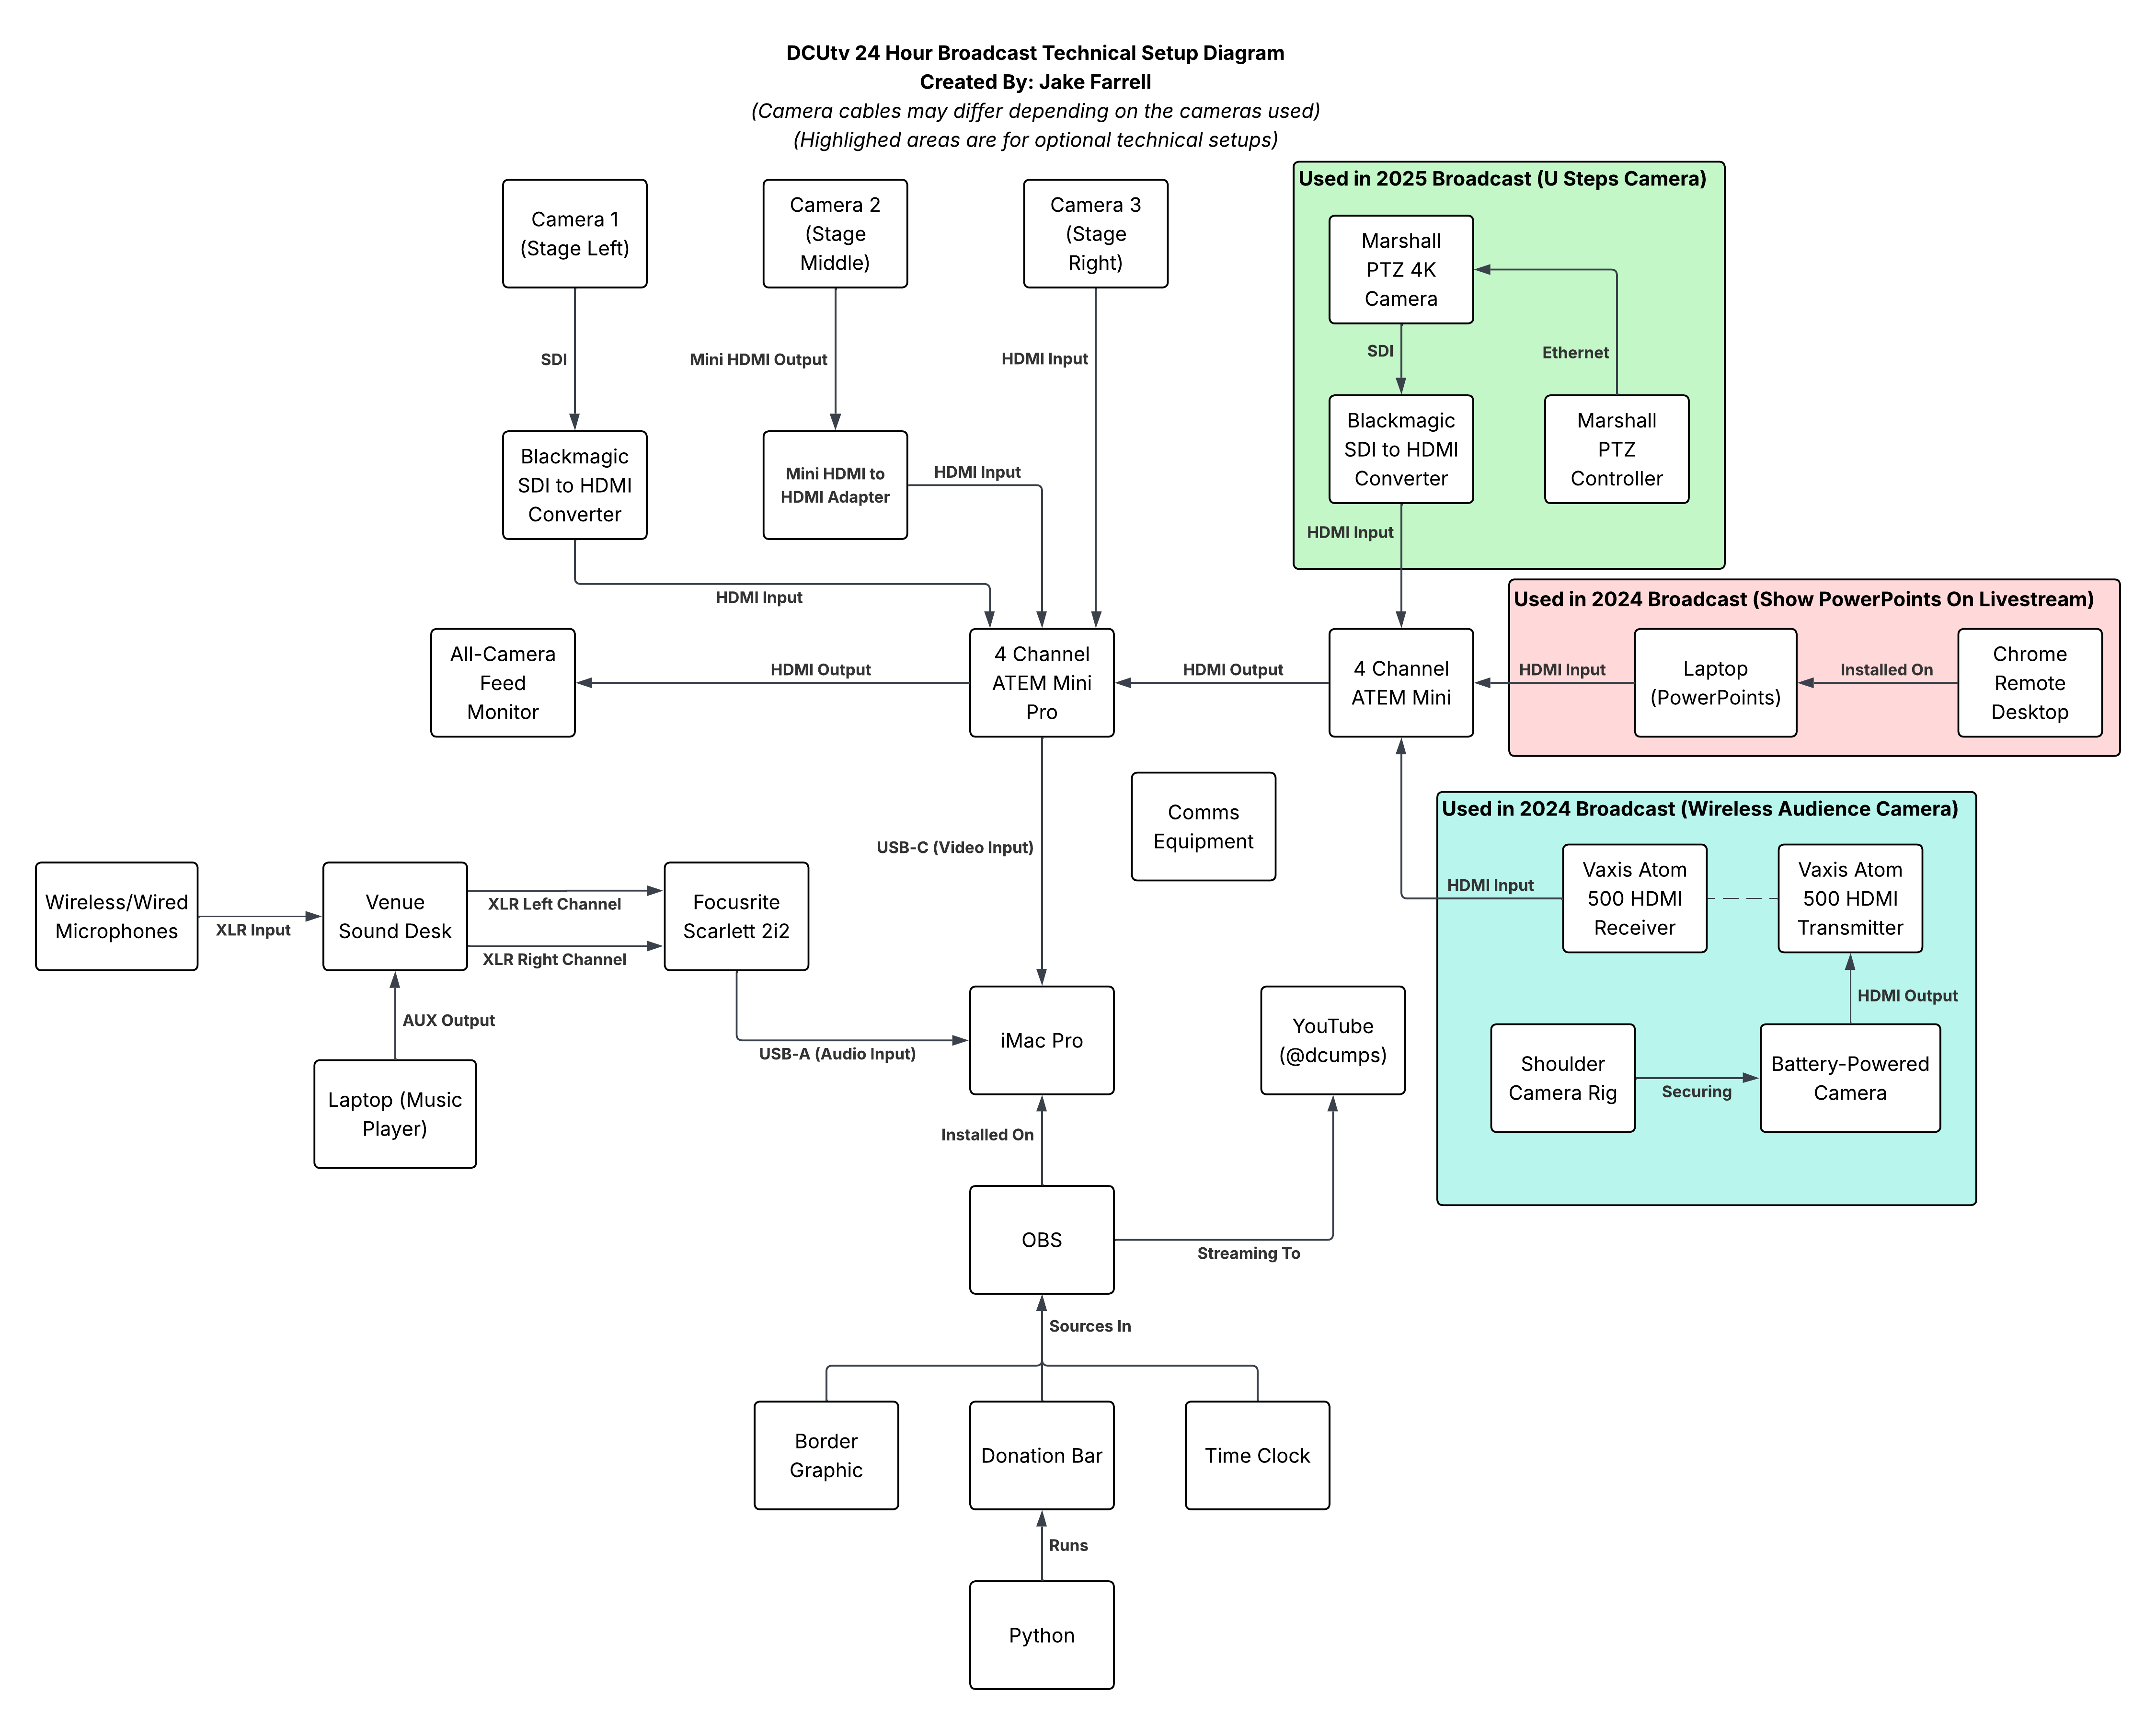 DCUtv 24 Hour Broadcast Technical Setup Diagram
Created By: Jake Farrell
(Camera cables may differ depending on the cameras used)
(Highlighed areas are for optional technical setups)
Camera 1
(Stage Left)
Camera 2
(Stage
Middle)
Camera 3
(Stage
Right)
SDI
Mini HDMI Output
HDMI Input
Blackmagic
SDI to HDMI
Converter
Mini HDMI to
HDMI Adapter
HDMI Input
HDMI Input
Used in 2025 Broadcast (U Steps Camera)
Marshall
PTZ 4K
Camera
SDI
Ethernet
Blackmagic
SDI to HDMI
Converter
Marshall
PTZ
Controller
HDMI Input
Used in 2024 Broadcast (Show PowerPoints On Livestream)
All-Camera
Feed
Monitor
HDMI Output
4 Channel
ATEM Mini
Pro
HDMI Output
4 Channel
ATEM Mini
HDMI Input
Laptop
(PowerPoints)
Installed On
Chrome
Remote
Desktop
USB-C (Video Input)
Comms
Equipment
Used in 2024 Broadcast (Wireless Audience Camera)
HDMI Input
Vaxis Atom
500 HDMI
Receiver
Vaxis Atom
500 HDMI
Transmitter
HDMI Output
Shoulder
Camera Rig
Securing
Battery-Powered
Camera
Wireless/Wired
Microphones
XLR Input
Venue
Sound Desk
XLR Left Channel
XLR Right Channel
Focusrite
Scarlett 2i2
AUX Output
Laptop (Music
Player)
USB-A (Audio Input)
iMac Pro
YouTube
(@dcumps)
Installed On
OBS
Streaming To
Sources In
Border
Graphic
Donation Bar
Time Clock
Runs
Python